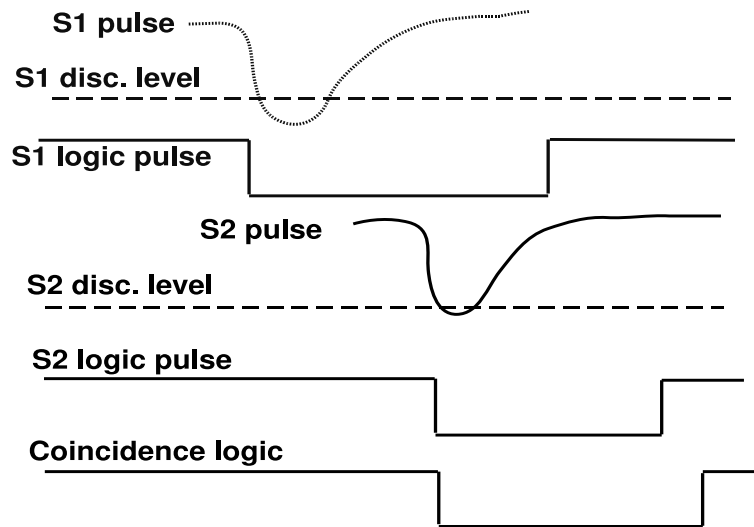 S1 pulse
S1 disc. level
S1 logic pulse
S2 pulse
S2 disc. level
S2 logic pulse
Coincidence logic